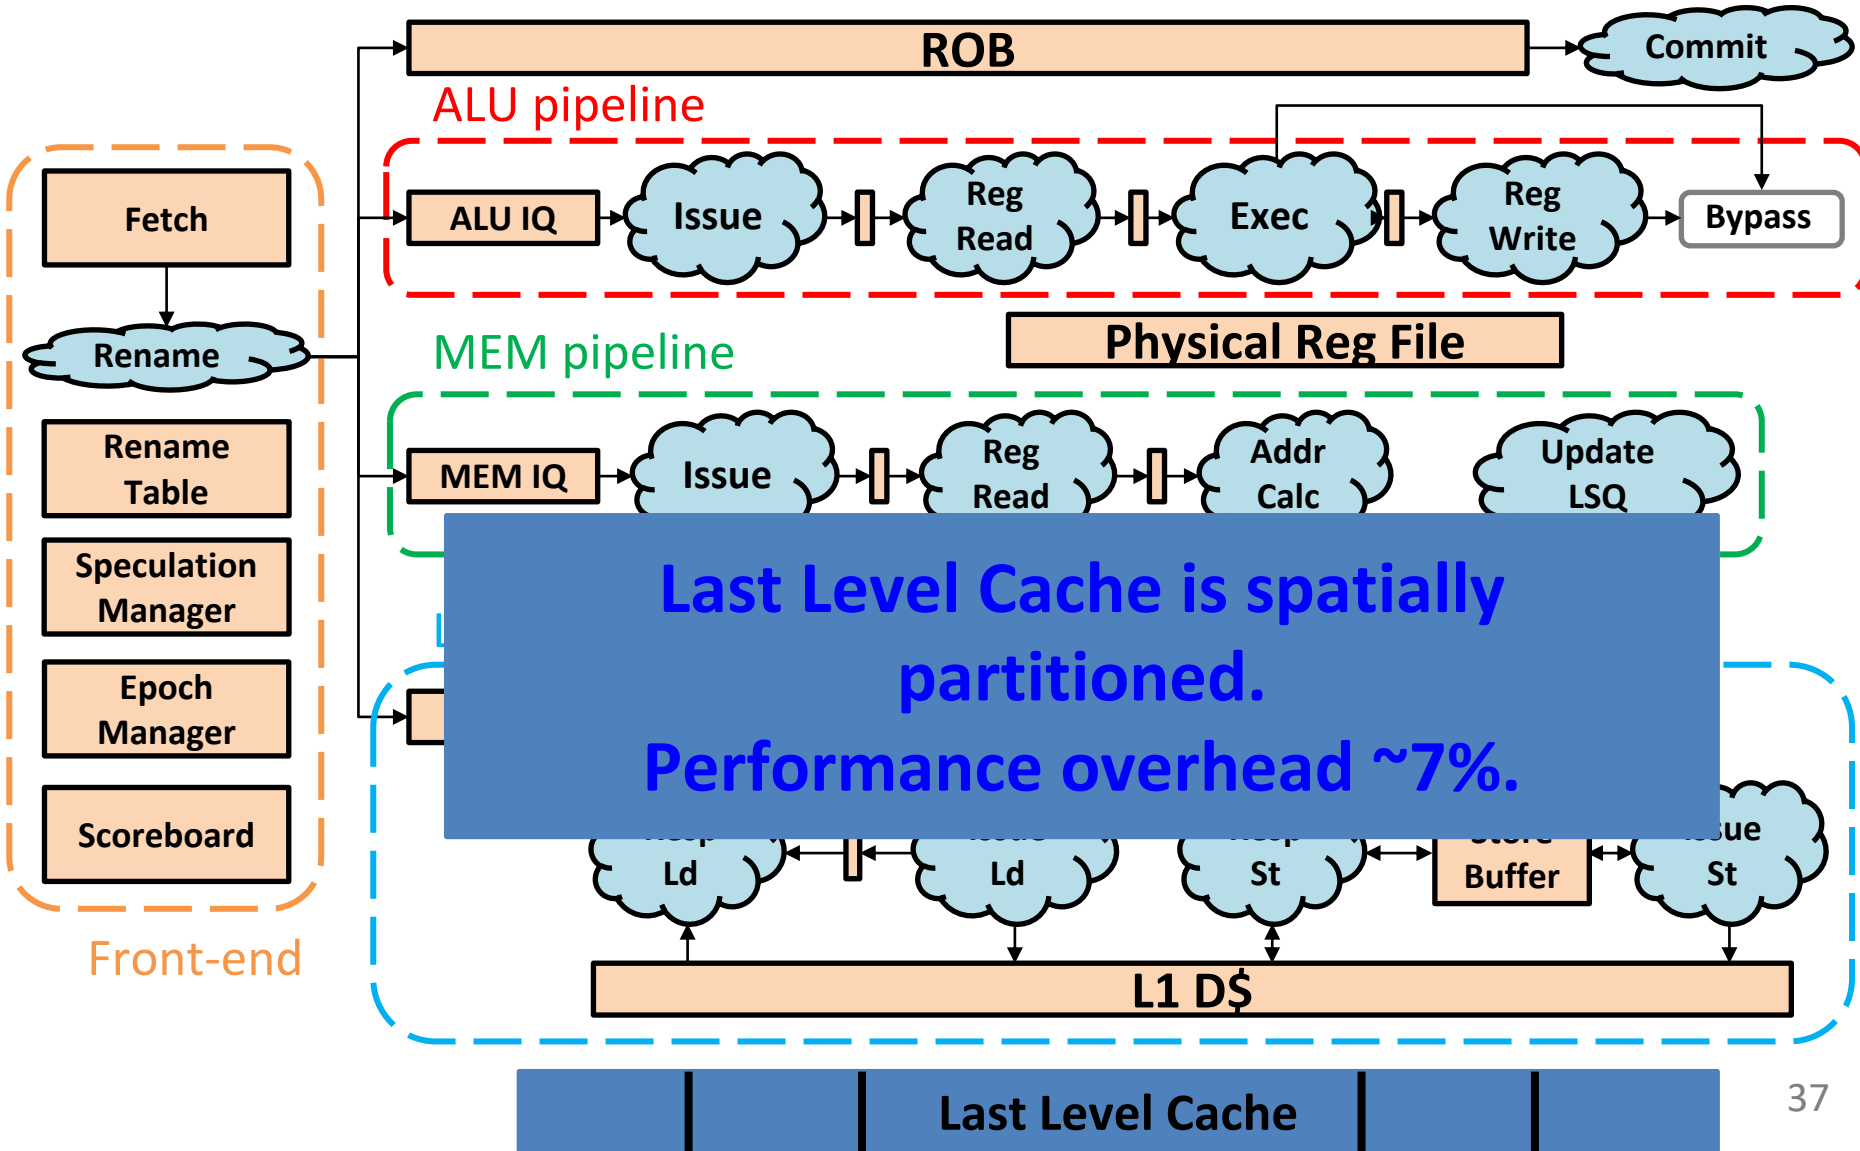 ROB
Commit
ALU pipeline
Fetch
ALU IQ
Issue
Reg
Read
Exec
Reg
Write
Bypass
Rename
MEM pipeline
Physical Reg File
Rename
Table
MEM IQ
Issue
Reg
Read
Addr
Calc
Update
LSQ
Speculation
Manager
Last Level Cache is spatially
partitioned.
Performance overhead ~7%.
Epoch
Manager
Scoreboard
Ld
Ld
St
Store
Buffer
Issue
St
Front-end
L1 D$
Last Level Cache
37